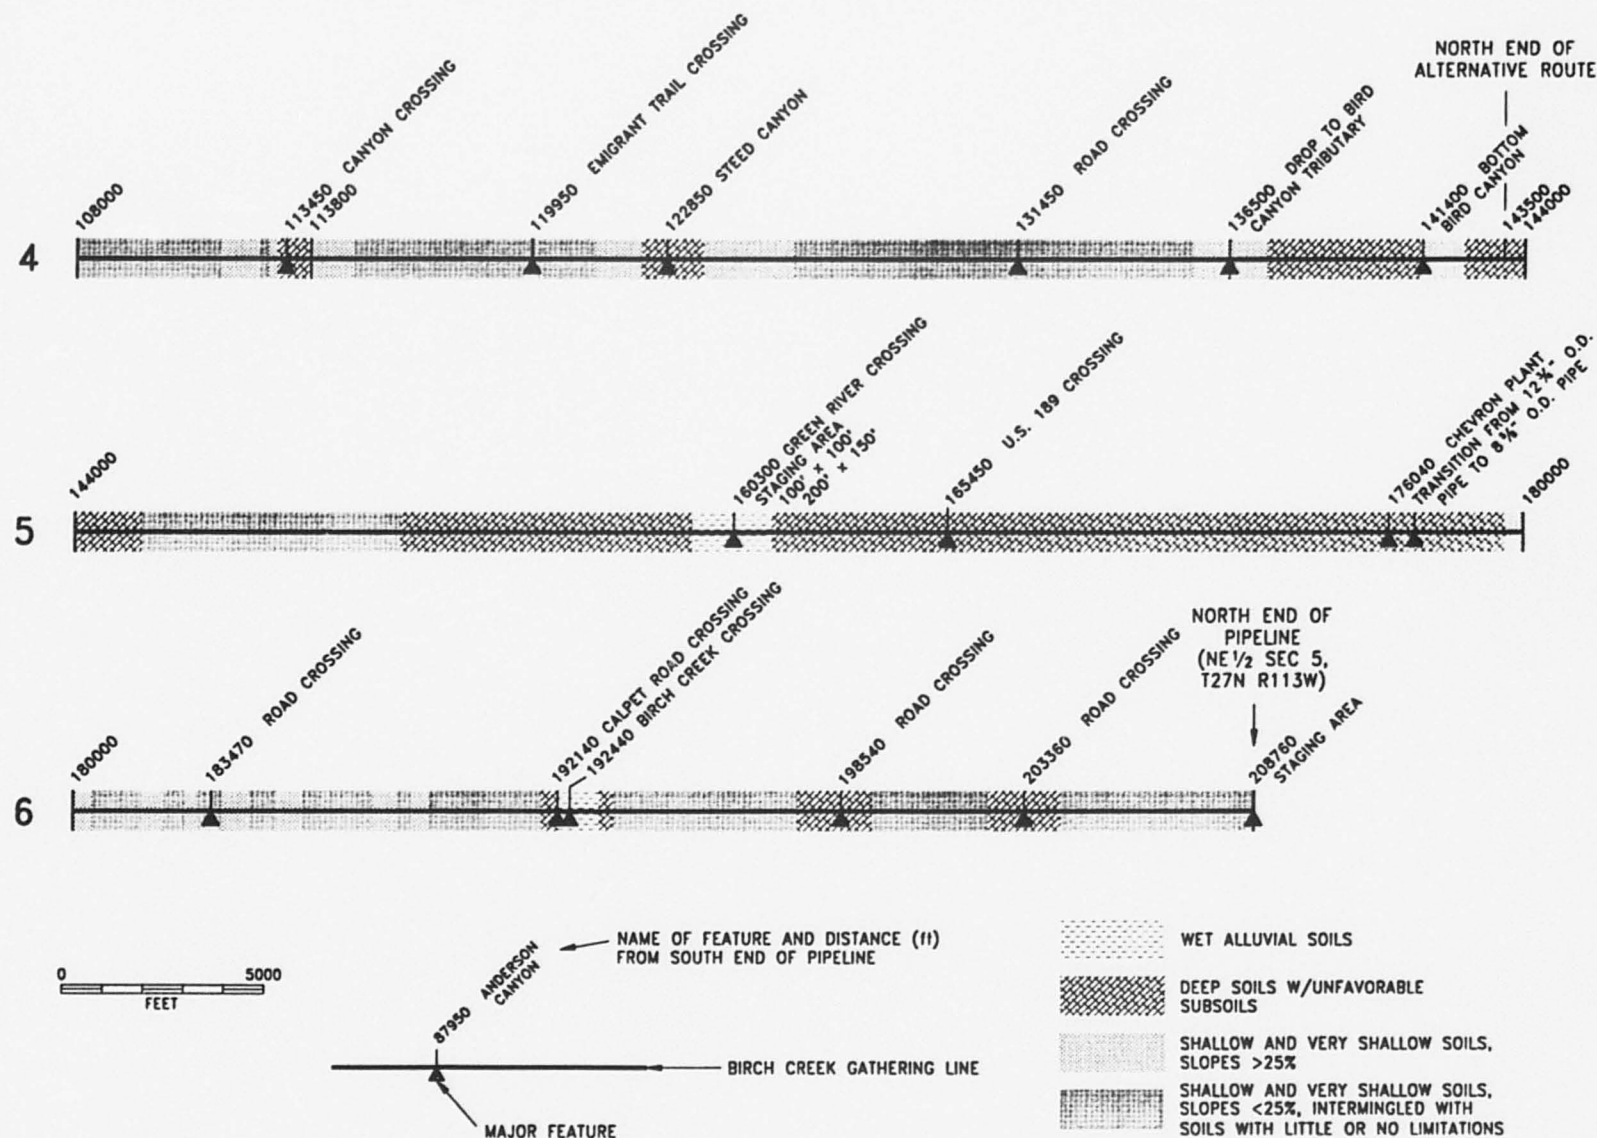 NORTH END OF
ALTERNATIVE ROUTE
4
108000
113450 CANYON CROSSING
113800
119950 EMIGRANT TRAIL CROSSING
122850 STEED CANYON
131450 ROAD CROSSING
136500 DROP TO BIRD
CANYON TRIBUTARY
141400 BOTTOM
BIRD CANYON
143500
144000
5
144000
160300 GREEN RIVER CROSSING
STAGING AREA
100' x 100'
200' x 150'
165450 U.S. 189 CROSSING
176040 CHEVRON PLANT
TRANSITION FROM 12¾" O.D.
PIPE TO 8⅝" O.D. PIPE
180000
6
180000
183470 ROAD CROSSING
192140 CALPET ROAD CROSSING
192440 BIRCH CREEK CROSSING
198540 ROAD CROSSING
203360 ROAD CROSSING
NORTH END OF
PIPELINE
(NE½ SEC 5,
T27N R113W)
208760
STAGING AREA
0 5000
FEET
87950 ANDERSON
CANYON
NAME OF FEATURE AND DISTANCE (ft)
FROM SOUTH END OF PIPELINE
BIRCH CREEK GATHERING LINE
MAJOR FEATURE
WET ALLUVIAL SOILS
DEEP SOILS W/UNFAVORABLE
SUBSOILS
SHALLOW AND VERY SHALLOW SOILS,
SLOPES >25%
SHALLOW AND VERY SHALLOW SOILS,
SLOPES <25%, INTERMINGLED WITH
SOILS WITH LITTLE OR NO LIMITATIONS